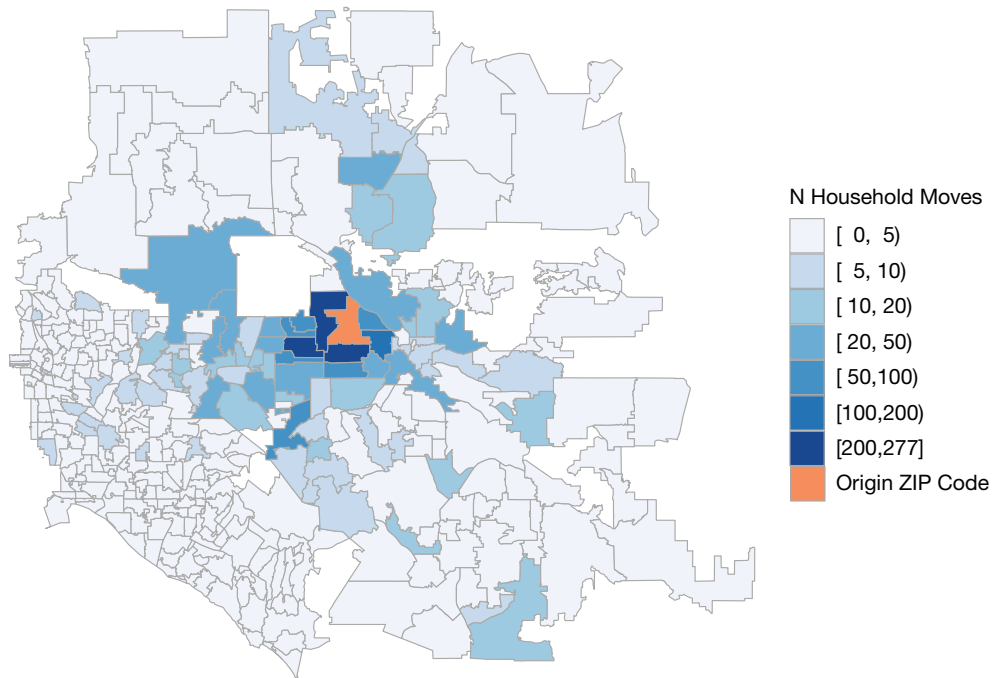 N Household Moves
[  0,  5)
[  5, 10)
[ 10, 20)
[ 20, 50)
[ 50,100)
[100,200)
[200,277]
Origin ZIP Code